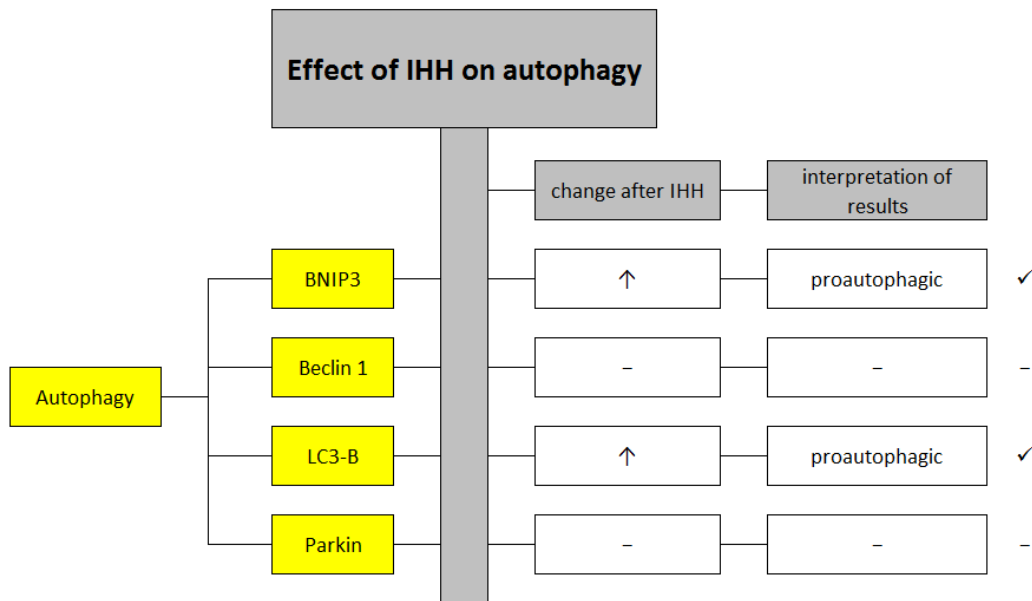 Effect of IHH on autophagy
change after IHH
interpretation of
results
BNIP3
↑
proautophagic
✓
Beclin 1
–
–
–
Autophagy
LC3-B
↑
proautophagic
✓
Parkin
–
–
–